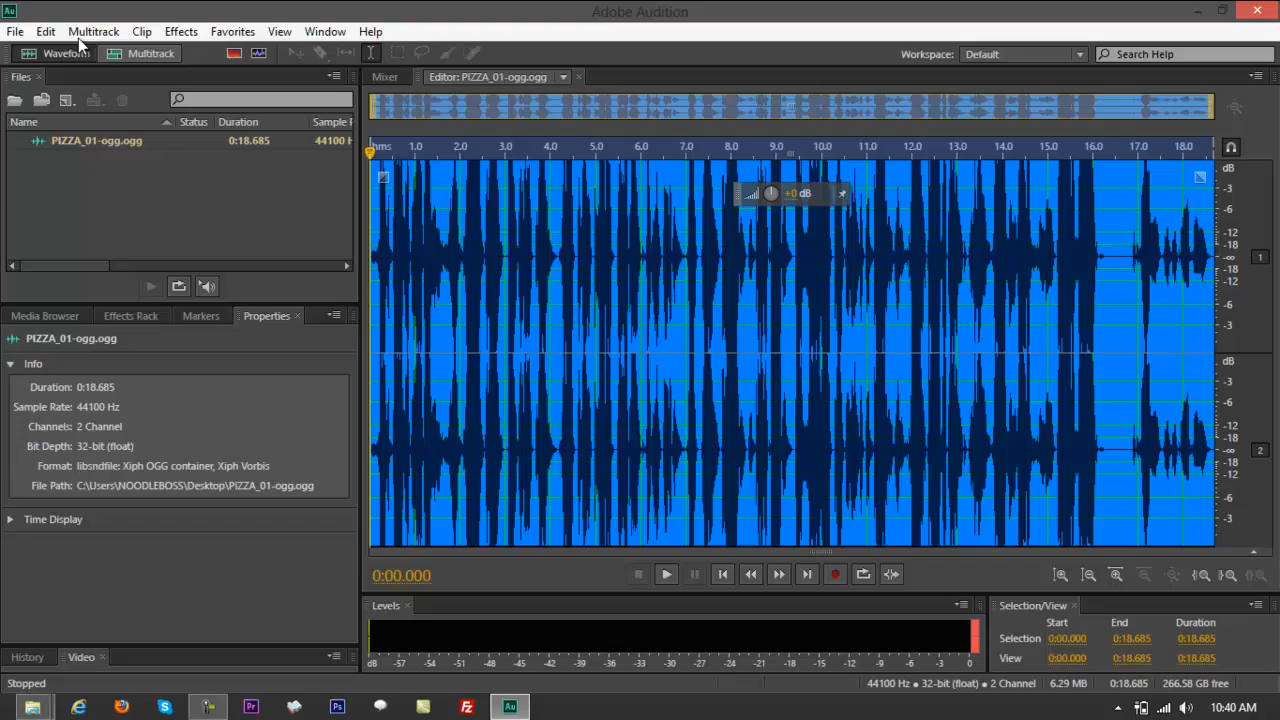 Au
Adobe Audition
File Edit Multitrack Clip Effects Favorites View Window Help
Waveform Multitrack Workspace: Default Search Help
Files × Mixer Editor: PIZZA_01-ogg.ogg ×
Name Status Duration Sample R
PIZZA_01-ogg.ogg 0:18.685 44100 H
hms 1.0 2.0 3.0 4.0 5.0 6.0 7.0 8.0 9.0 10.0 11.0 12.0 13.0 14.0 15.0 16.0 17.0 18.0
+0 dB
dB
-3
-6
-12
-18
-∞
-18
-12
-6
-3
1
dB
-3
-6
-12
-18
-∞
-18
-12
-6
-3
2
Media Browser Effects Rack Markers Properties ×
PIZZA_01-ogg.ogg
Info
Duration: 0:18.685
Sample Rate: 44100 Hz
Channels: 2 Channel
Bit Depth: 32-bit (float)
Format: libsndfile: Xiph OGG container, Xiph Vorbis
File Path: C:\Users\NOODLEBOSS\Desktop\PIZZA_01-ogg.ogg
Time Display
0:00.000
Levels ×
dB -57 -54 -51 -48 -45 -42 -39 -36 -33 -30 -27 -24 -21 -18 -15 -12 -9 -6 -3 0
Selection/View ×
Start End Duration
Selection 0:00.000 0:18.685 0:18.685
View 0:00.000 0:18.685 0:18.685
History Video ×
Stopped 44100 Hz • 32-bit (float) • 2 Channel 6.29 MB 0:18.685 266.58 GB free
Pr Ps Fz Au 10:40 AM